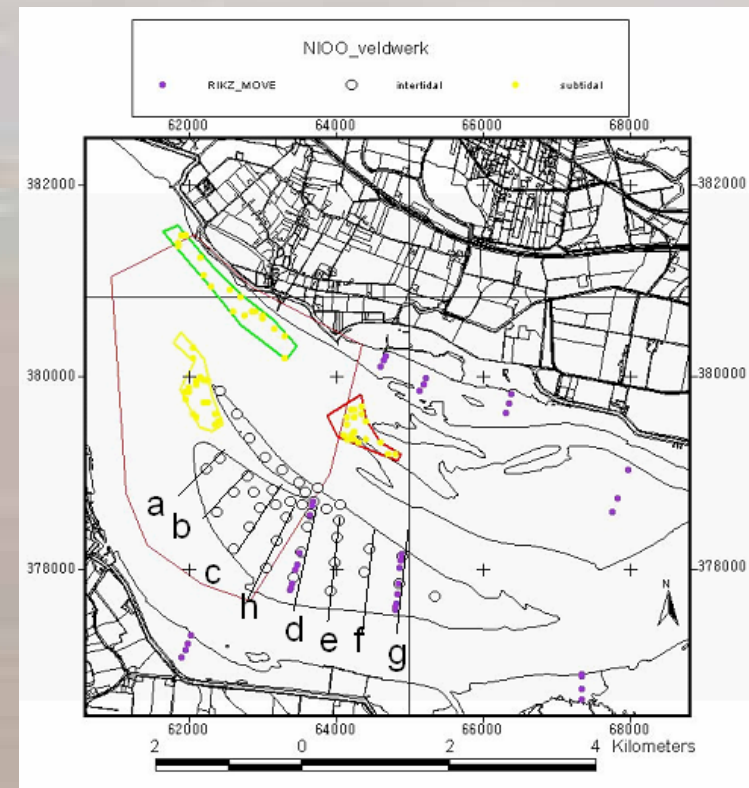 NIOO_veldwerk
RIKZ_MOVE intertidal subtidal
62000 64000 66000 68000
382000 382000
380000 380000
a
b
c
h
d
e
f
g
378000 378000
N
62000 64000 66000 68000
2 0 2 4 Kilometers